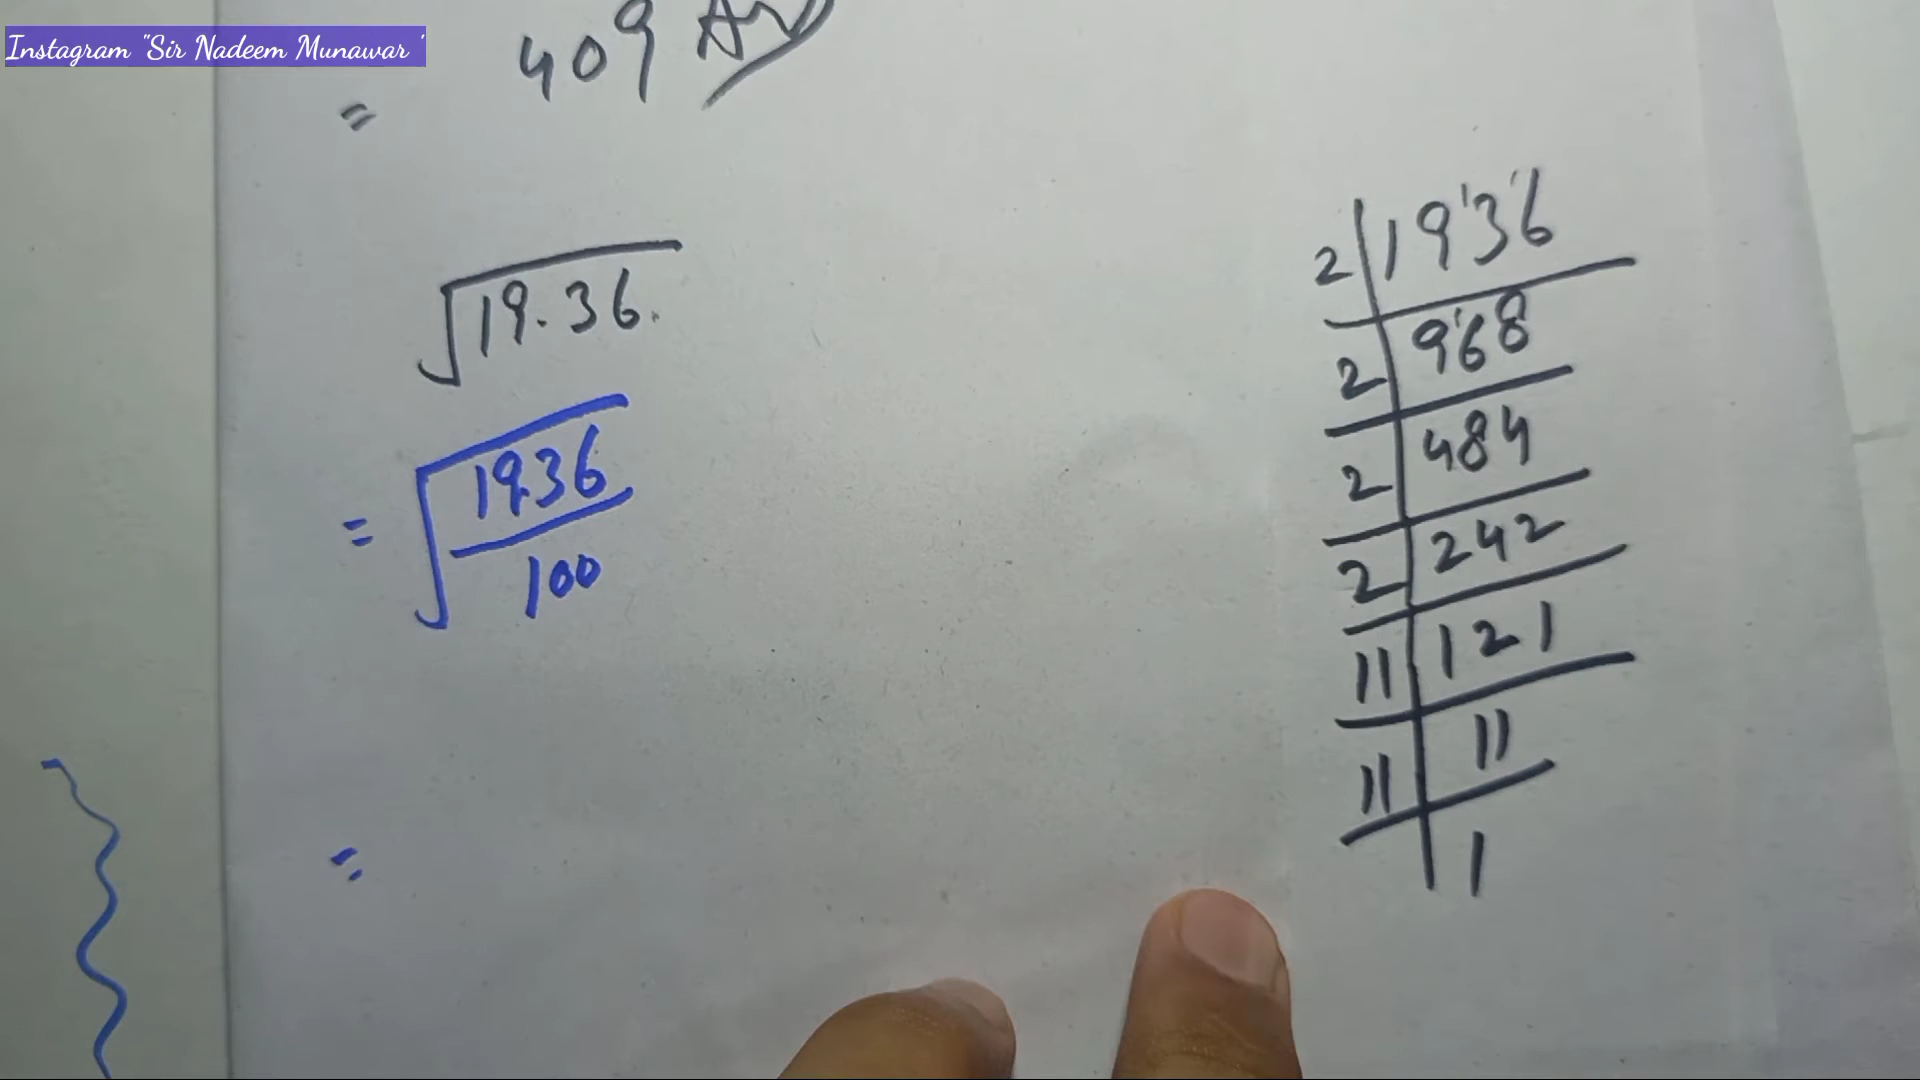 Instagram "Sir Nadeem Munawar"
= 409 Ans
√19.36
= √1936/100
=
2 | 1936
2 | 968
2 | 484
2 | 242
11 | 121
11 | 11
1